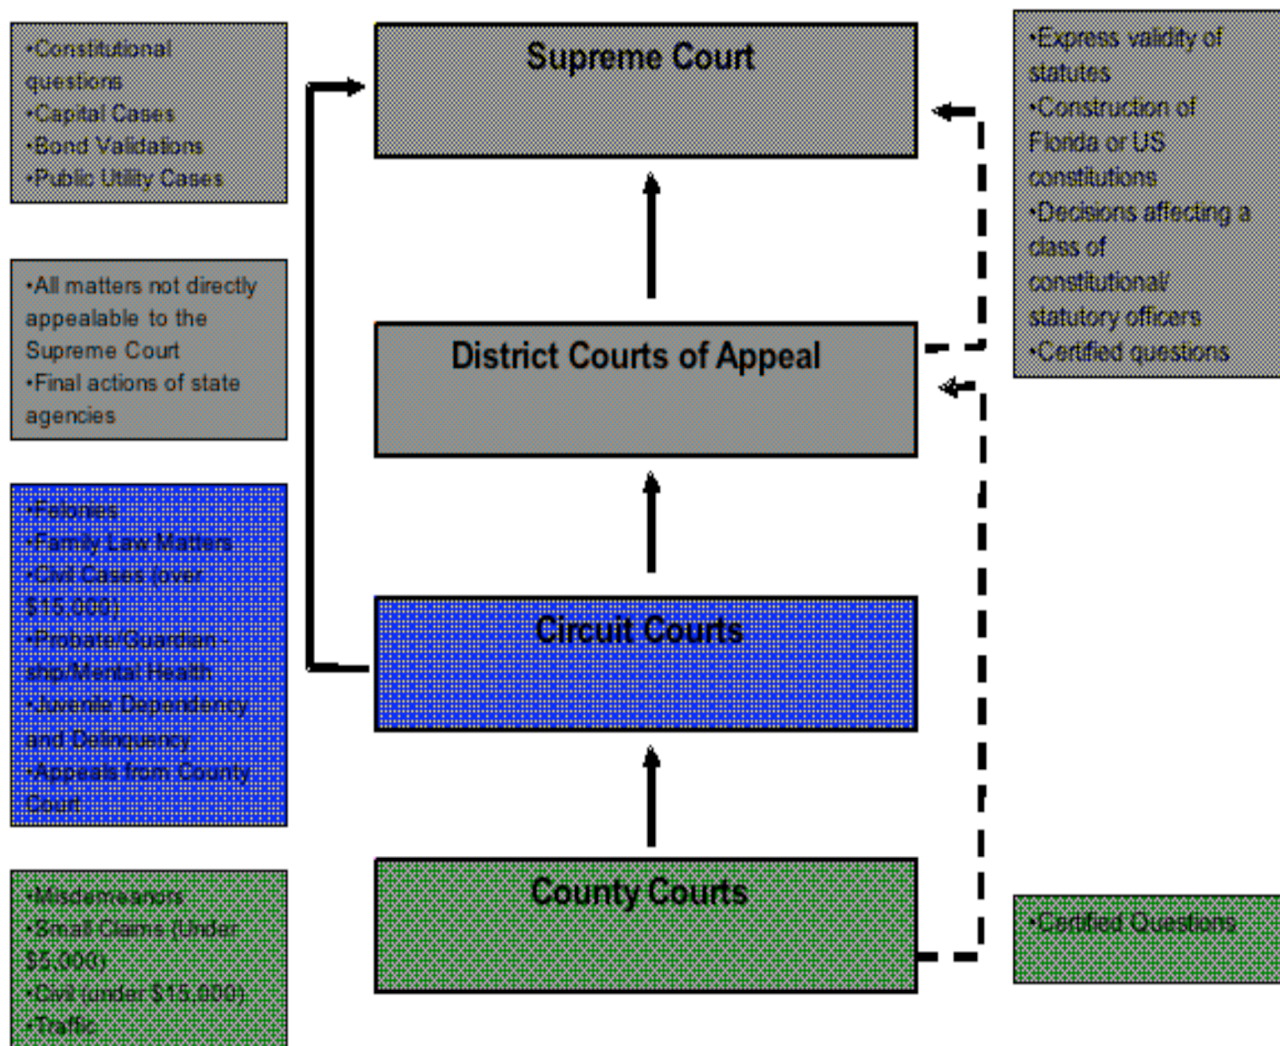 •Constitutional
questions
•Capital Cases
•Bond Validations
•Public Utility Cases
Supreme Court
•Express validity of
statutes
•Construction of
Florida or US
constitutions
•Decisions affecting a
class of
constitutional/
statutory officers
•Certified questions
•All matters not directly
appealable to the
Supreme Court
•Final actions of state
agencies
District Courts of Appeal
•Felonies
•Family Law Matters
•Civil Cases (over
$15,000)
•Probate/Guardian -
ship/Mental Health
•Juvenile Dependency
and Delinquency
•Appeals from County
Court
Circuit Courts
•Misdemeanors
•Small Claims (Under
$5,000)
•Civil (under $15,000)
•Traffic
County Courts
•Certified Questions